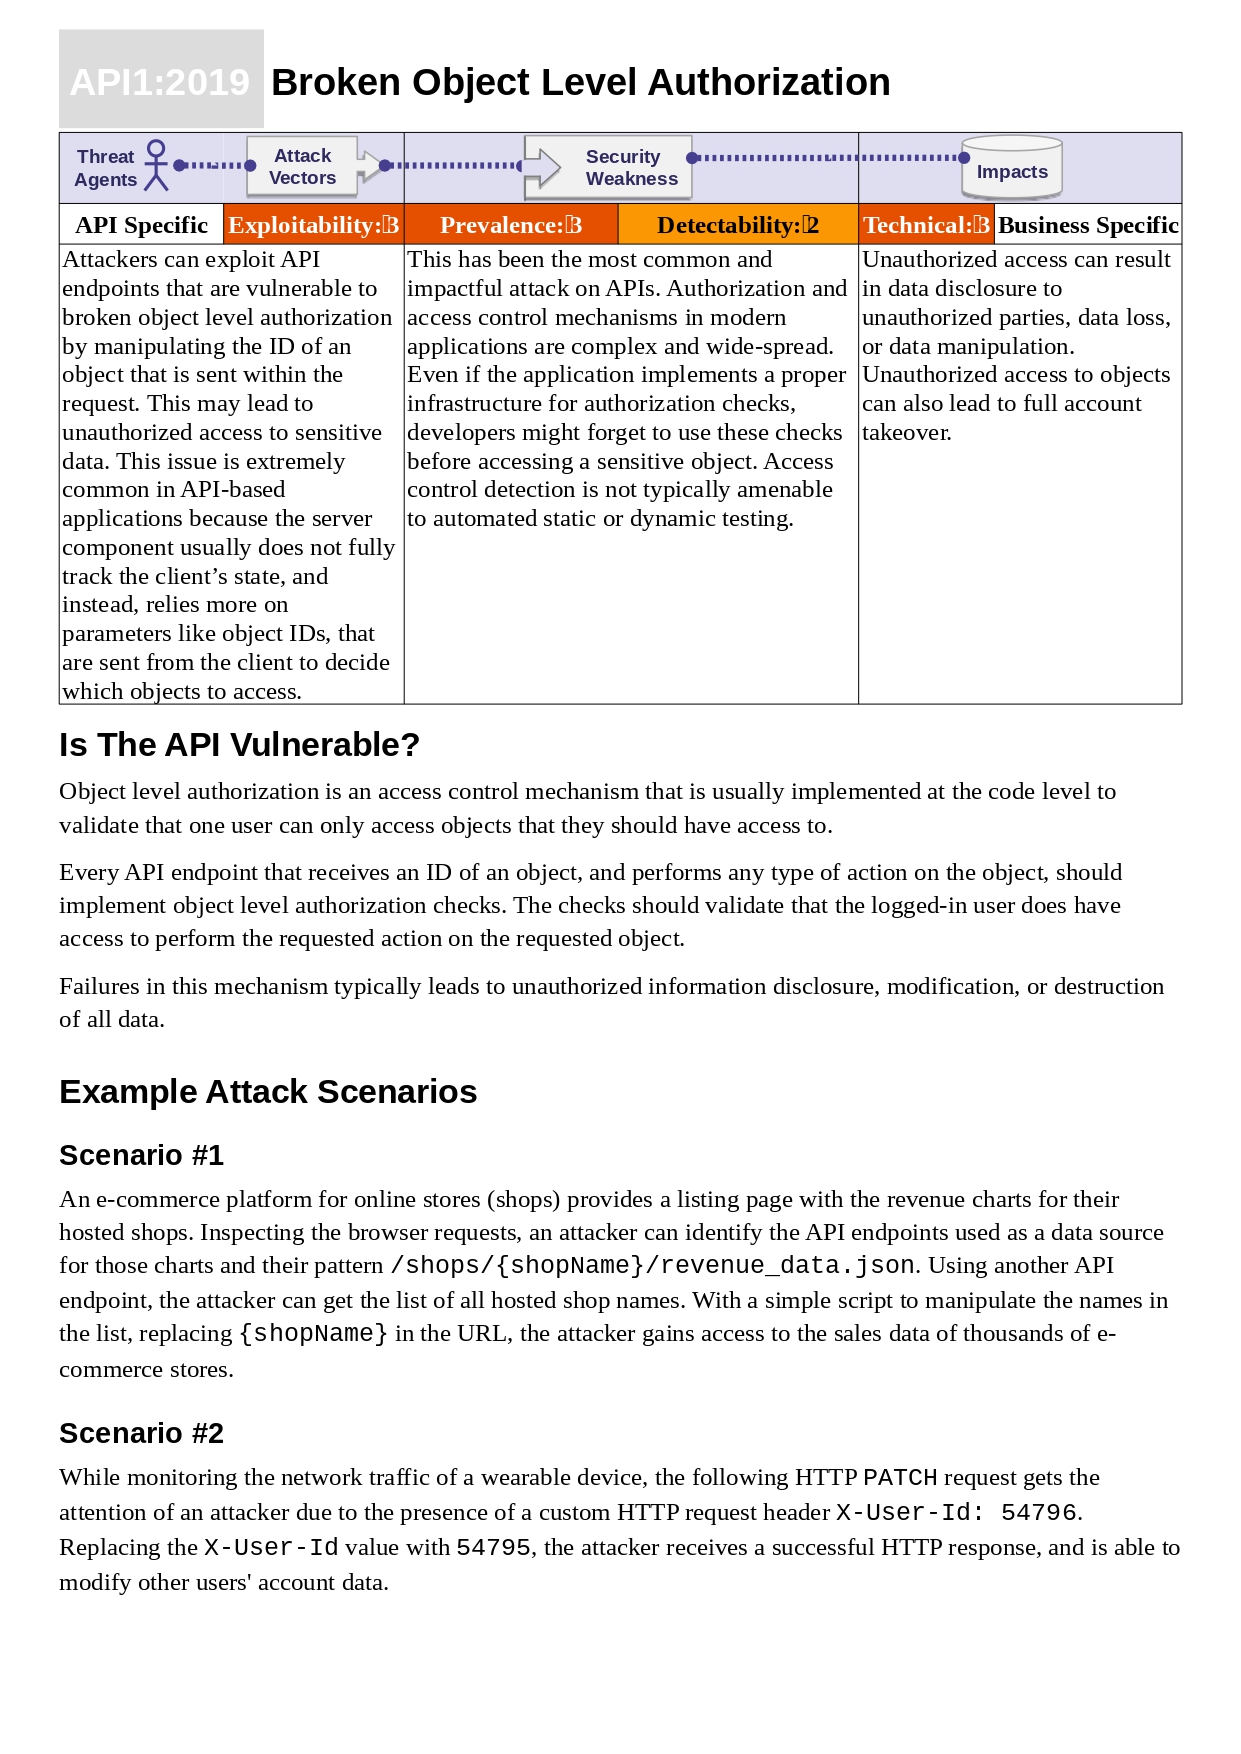 API1:2019 Broken Object Level Authorization
Threat
Agents
Attack
Vectors
Security
Weakness
Impacts
API Specific Exploitability: 3 Prevalence: 3 Detectability: 2 Technical: 3 Business Specific
Attackers can exploit API
endpoints that are vulnerable to
broken object level authorization
by manipulating the ID of an
object that is sent within the
request. This may lead to
unauthorized access to sensitive
data. This issue is extremely
common in API-based
applications because the server
component usually does not fully
track the client’s state, and
instead, relies more on
parameters like object IDs, that
are sent from the client to decide
which objects to access.
This has been the most common and
impactful attack on APIs. Authorization and
access control mechanisms in modern
applications are complex and wide-spread.
Even if the application implements a proper
infrastructure for authorization checks,
developers might forget to use these checks
before accessing a sensitive object. Access
control detection is not typically amenable
to automated static or dynamic testing.
Unauthorized access can result
in data disclosure to
unauthorized parties, data loss,
or data manipulation.
Unauthorized access to objects
can also lead to full account
takeover.
Is The API Vulnerable?
Object level authorization is an access control mechanism that is usually implemented at the code level to
validate that one user can only access objects that they should have access to.
Every API endpoint that receives an ID of an object, and performs any type of action on the object, should
implement object level authorization checks. The checks should validate that the logged-in user does have
access to perform the requested action on the requested object.
Failures in this mechanism typically leads to unauthorized information disclosure, modification, or destruction
of all data.
Example Attack Scenarios
Scenario #1
An e-commerce platform for online stores (shops) provides a listing page with the revenue charts for their
hosted shops. Inspecting the browser requests, an attacker can identify the API endpoints used as a data source
for those charts and their pattern /shops/{shopName}/revenue_data.json. Using another API
endpoint, the attacker can get the list of all hosted shop names. With a simple script to manipulate the names in
the list, replacing {shopName} in the URL, the attacker gains access to the sales data of thousands of e-
commerce stores.
Scenario #2
While monitoring the network traffic of a wearable device, the following HTTP PATCH request gets the
attention of an attacker due to the presence of a custom HTTP request header X-User-Id: 54796.
Replacing the X-User-Id value with 54795, the attacker receives a successful HTTP response, and is able to
modify other users' account data.